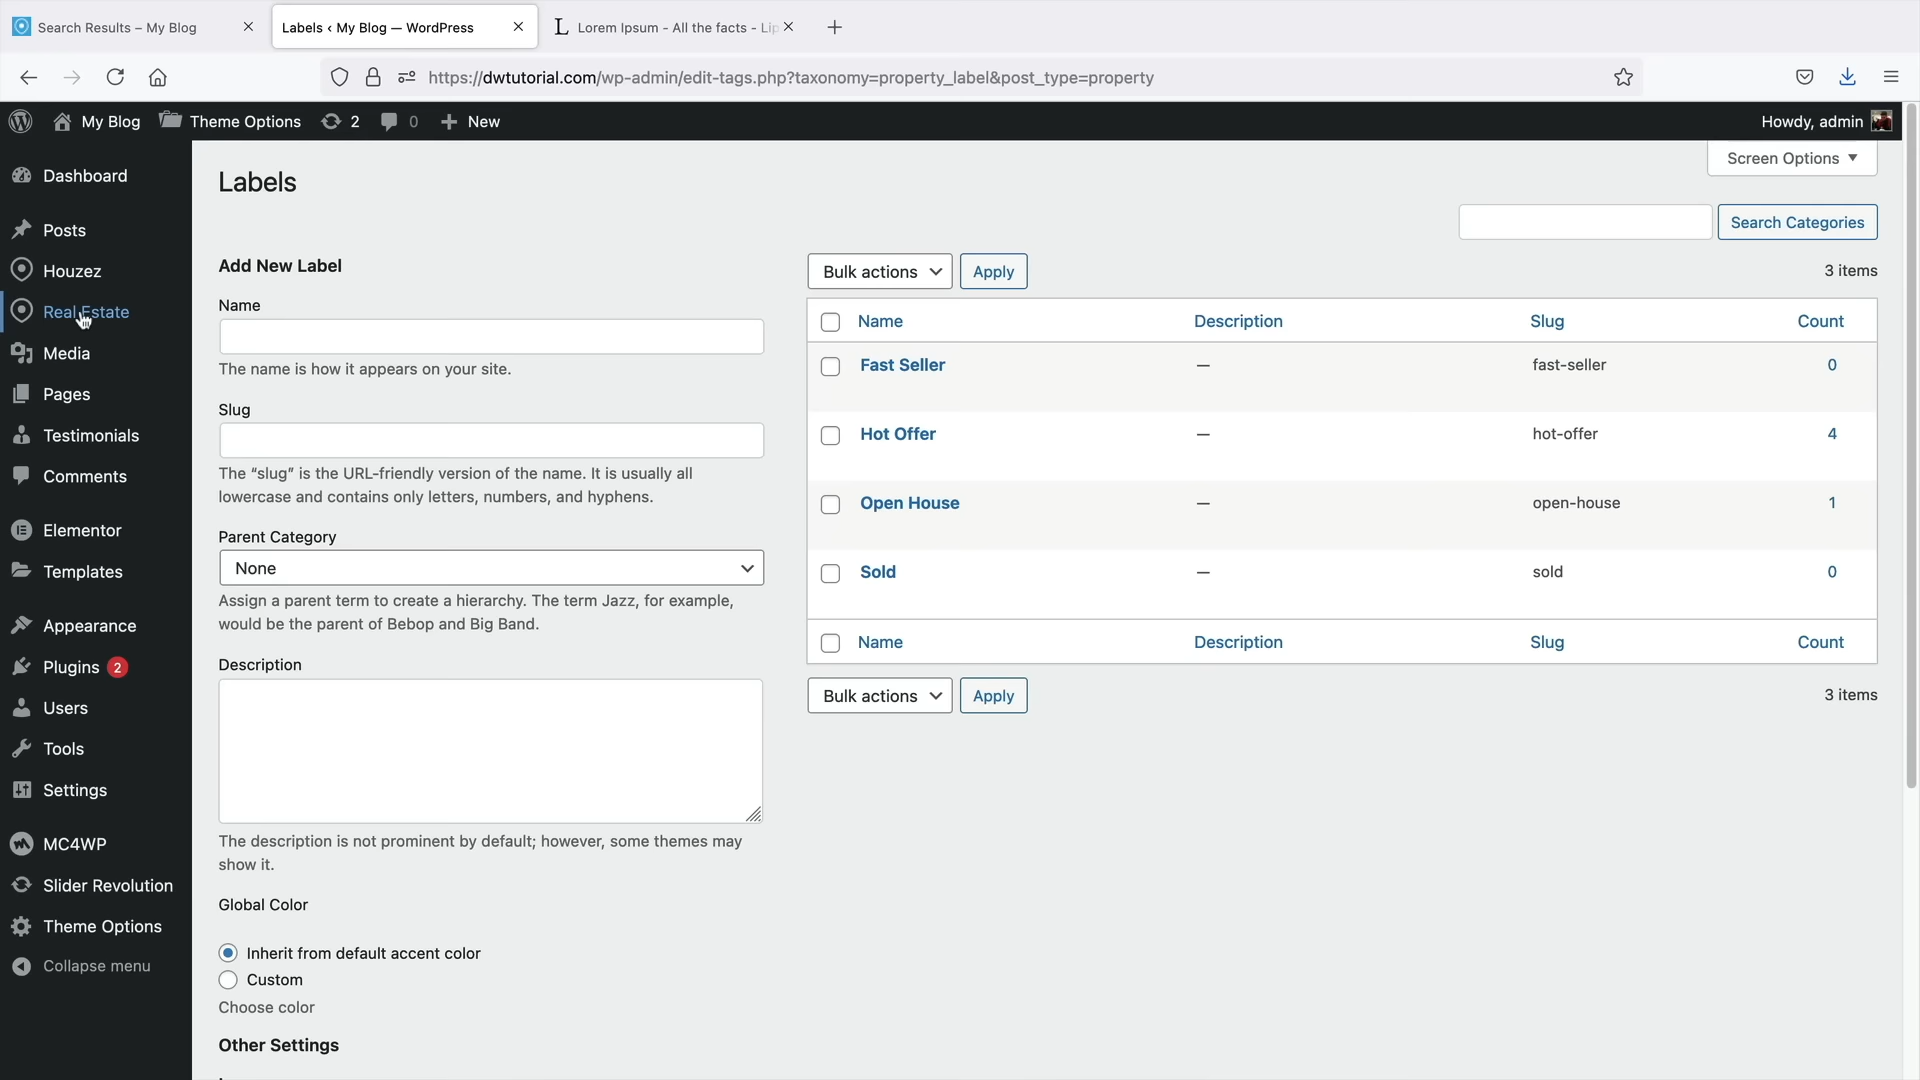 Search Results – My Blog
Labels ‹ My Blog — WordPress
Lorem Ipsum - All the facts - Lip
https://dwtutorial.com/wp-admin/edit-tags.php?taxonomy=property_label&post_type=property
My Blog
Theme Options
2
0
New
Howdy, admin
Dashboard
Posts
Houzez
Real Estate
Media
Pages
Testimonials
Comments
Elementor
Templates
Appearance
Plugins 2
Users
Tools
Settings
MC4WP
Slider Revolution
Theme Options
Collapse menu
Screen Options
Labels
Search Categories
Add New Label
Name
The name is how it appears on your site.
Slug
The “slug” is the URL-friendly version of the name. It is usually all
lowercase and contains only letters, numbers, and hyphens.
Parent Category
None
Assign a parent term to create a hierarchy. The term Jazz, for example,
would be the parent of Bebop and Big Band.
Description
The description is not prominent by default; however, some themes may
show it.
Global Color
Inherit from default accent color
Custom
Choose color
Other Settings
Bulk actions
Apply
3 items
Name Description Slug Count
Fast Seller — fast-seller 0
Hot Offer — hot-offer 4
Open House — open-house 1
Sold — sold 0
Name Description Slug Count
Bulk actions
Apply
3 items